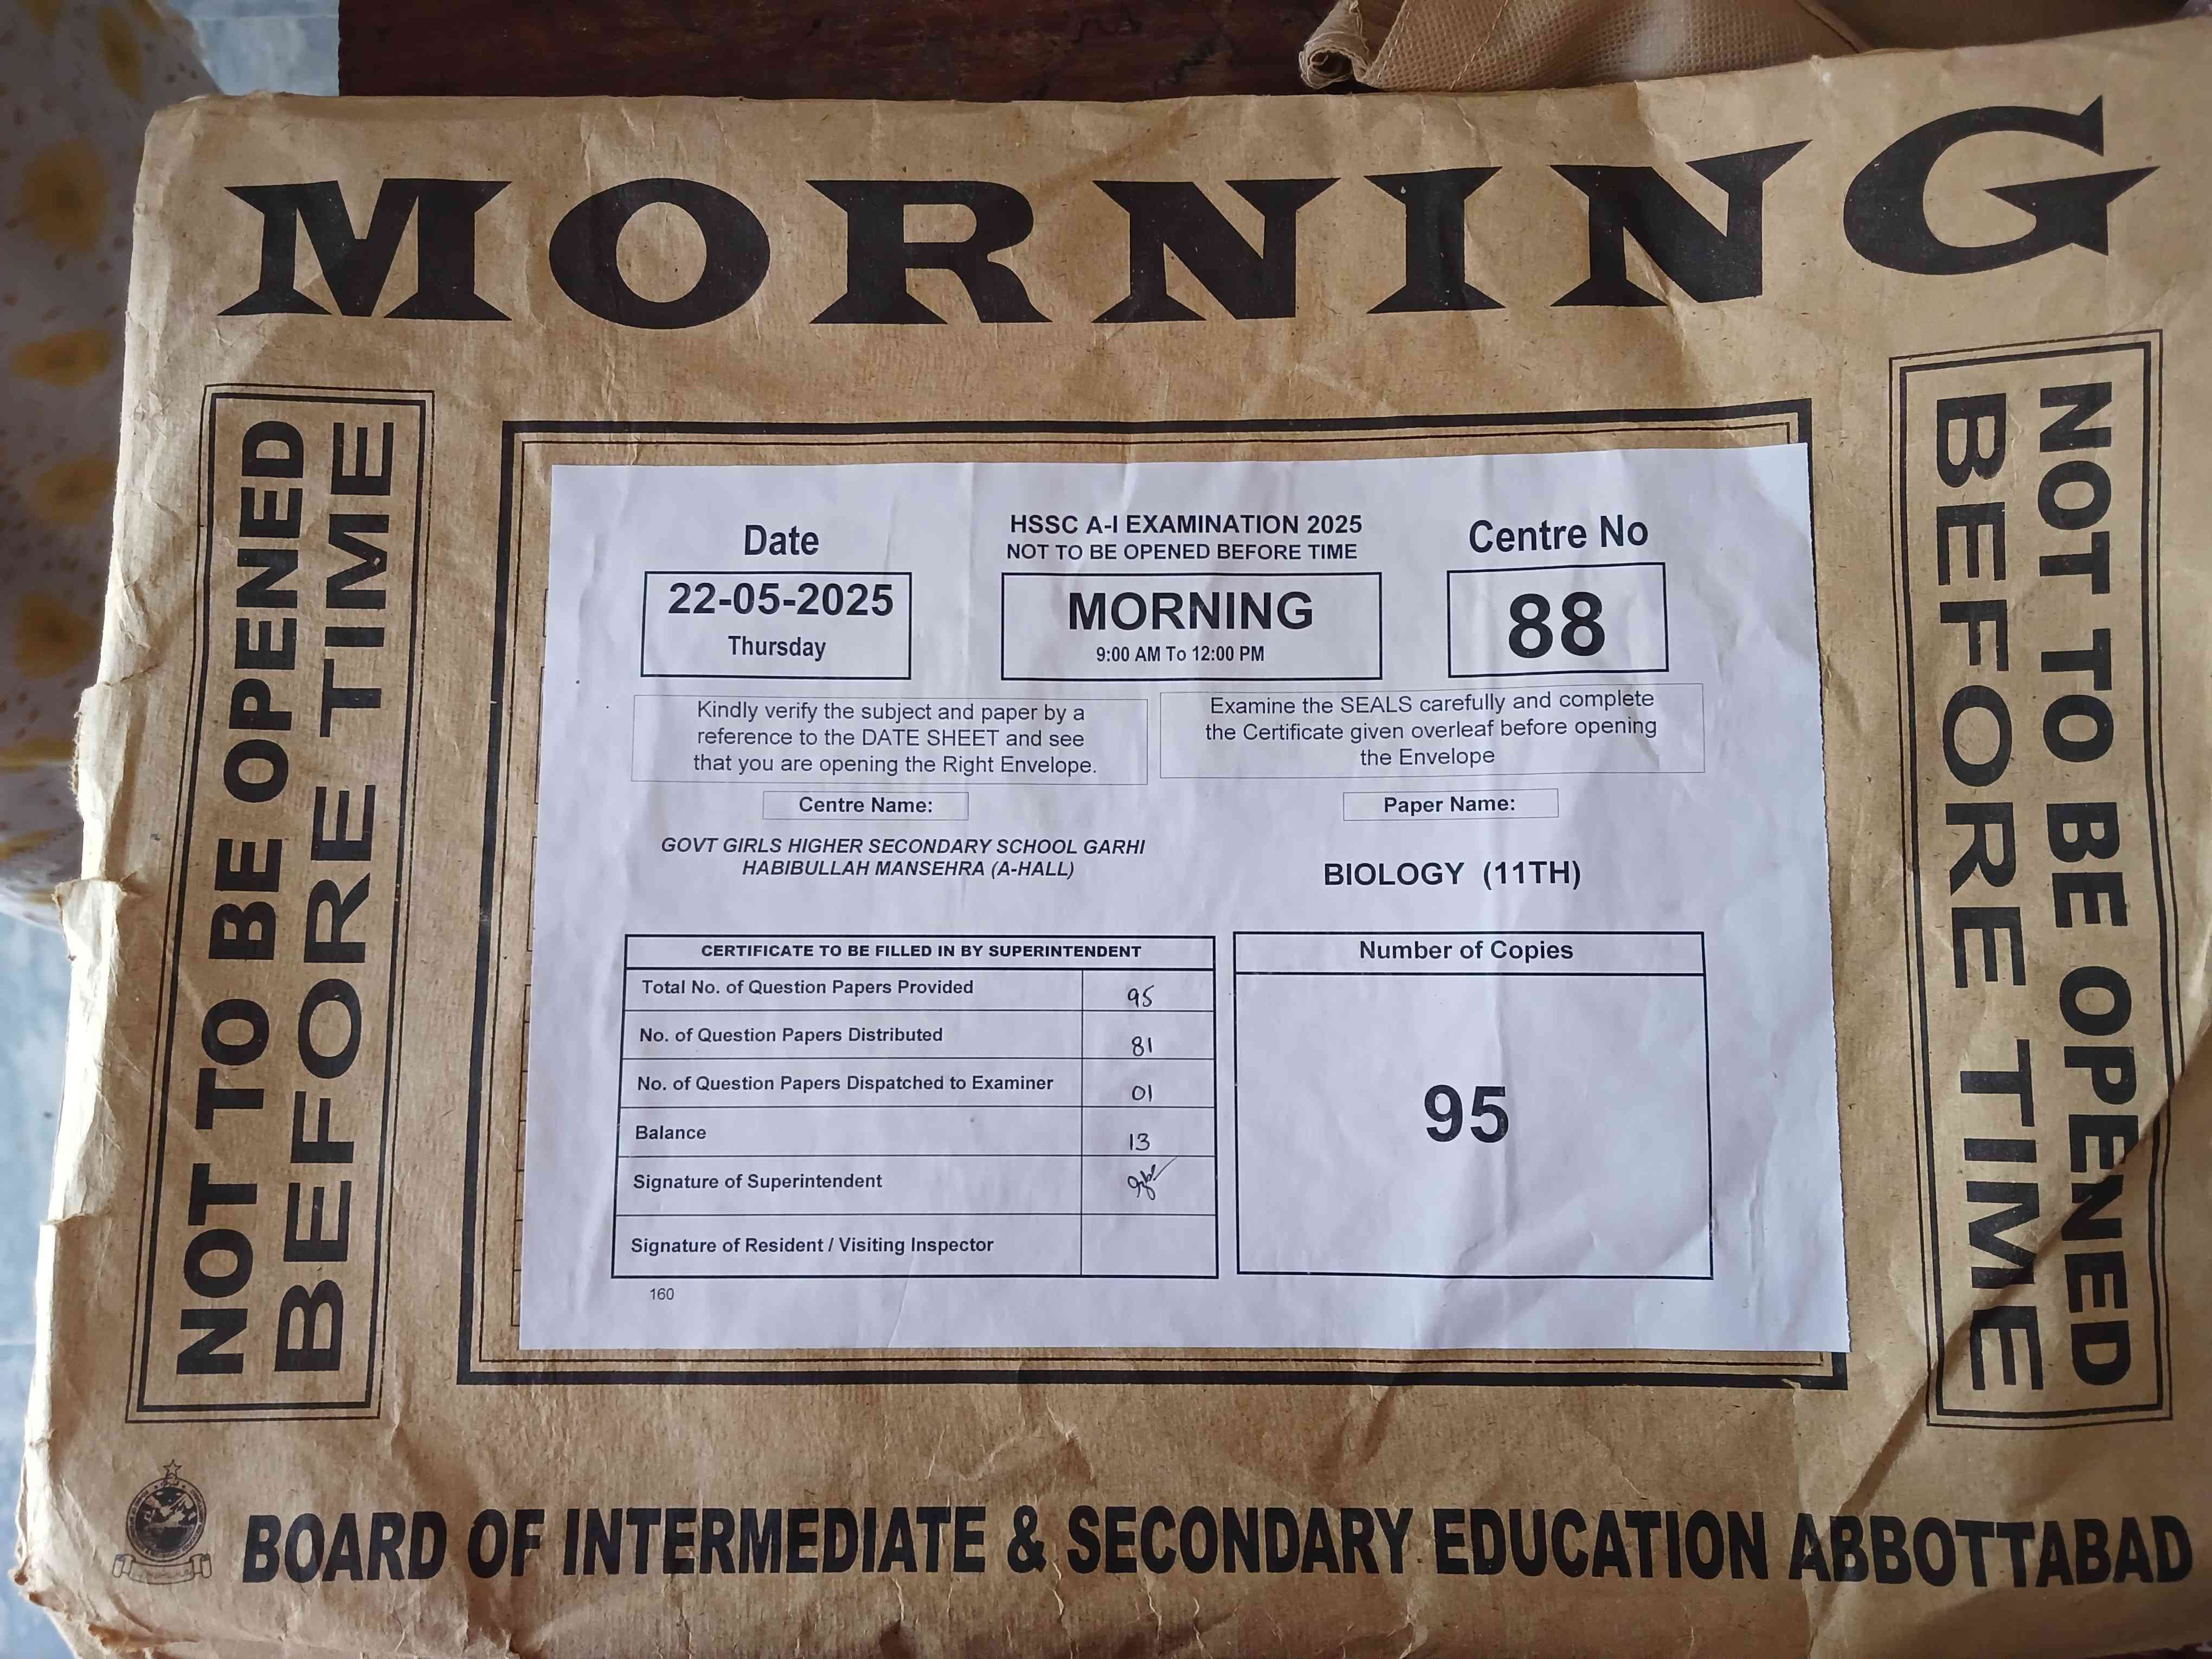 MORNING
NOT TO BE OPENED
BEFORE TIME
Date
22-05-2025
Thursday
HSSC A-I EXAMINATION 2025
NOT TO BE OPENED BEFORE TIME
MORNING
9:00 AM To 12:00 PM
Centre No
88
Kindly verify the subject and paper by a
reference to the DATE SHEET and see
that you are opening the Right Envelope.
Examine the SEALS carefully and complete
the Certificate given overleaf before opening
the Envelope
Centre Name:
GOVT GIRLS HIGHER SECONDARY SCHOOL GARHI
HABIBULLAH MANSEHRA (A-HALL)
Paper Name:
BIOLOGY (11TH)
CERTIFICATE TO BE FILLED IN BY SUPERINTENDENT
Total No. of Question Papers Provided 95
No. of Question Papers Distributed 81
No. of Question Papers Dispatched to Examiner 01
Balance 13
Signature of Superintendent
Signature of Resident / Visiting Inspector
160
Number of Copies
95
NOT TO BE OPENED
BEFORE TIME
BOARD OF INTERMEDIATE & SECONDARY EDUCATION ABBOTTABAD